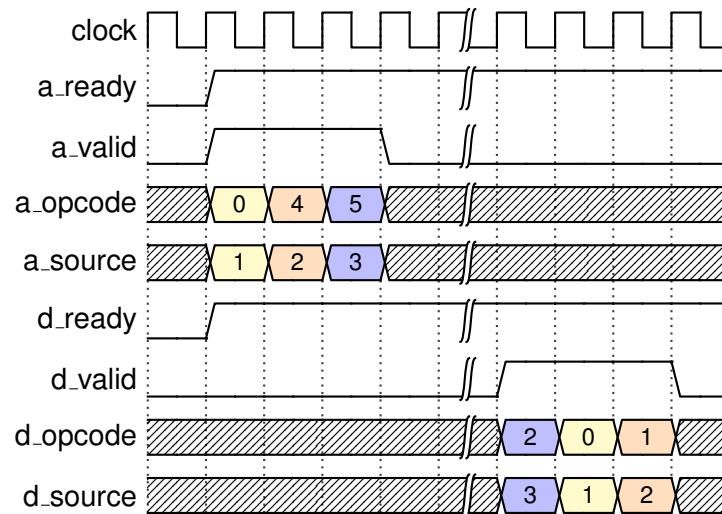 clock
a_ready
a_valid
a_opcode 0 4 5
a_source 1 2 3
d_ready
d_valid
d_opcode 2 0 1
d_source 3 1 2